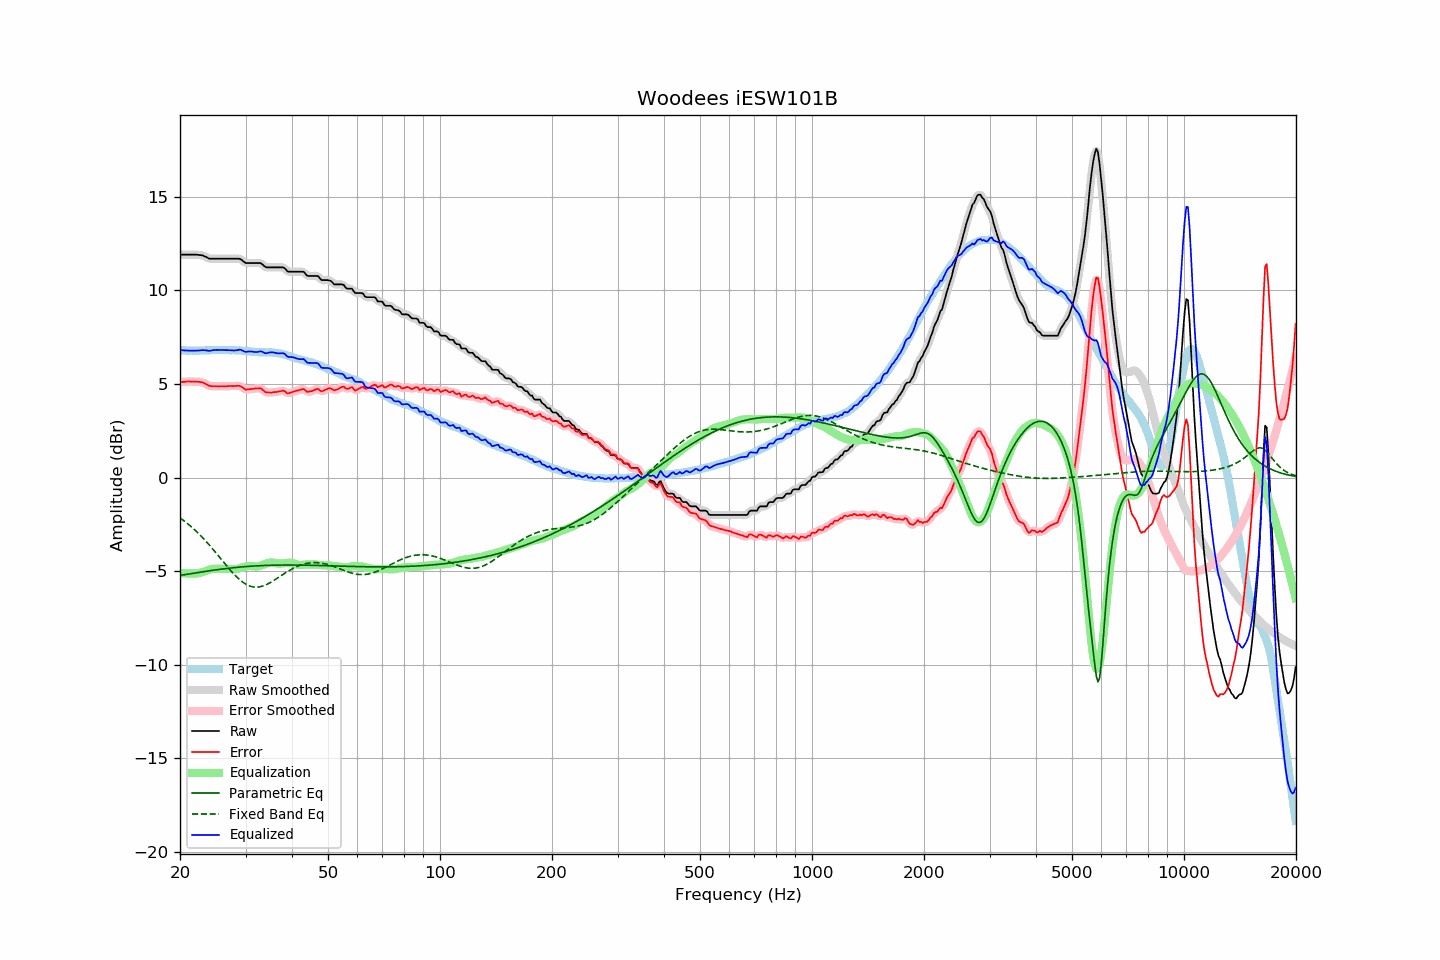 Woodees iESW101B
Amplitude (dBr)
15
10
5
0
−5
−10
−15
−20
Target
Raw Smoothed
Error Smoothed
Raw
Error
Equalization
Parametric Eq
Fixed Band Eq
Equalized
20 50 100 200 500 1000 2000 5000 10000 20000
Frequency (Hz)